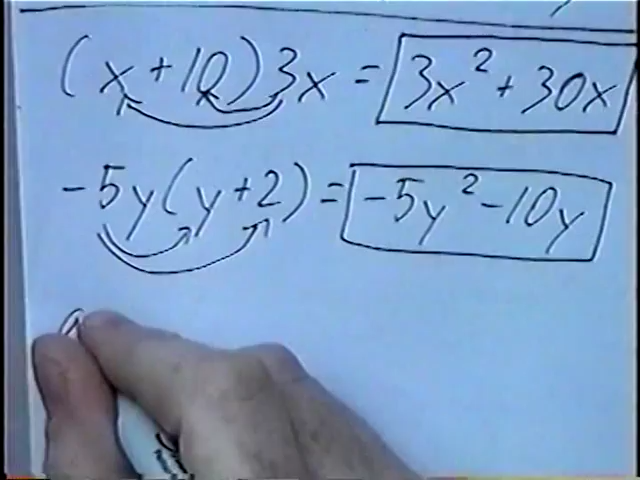 (x+10)3x = 3x²+30x
-5y(y+2) = -5y²-10y